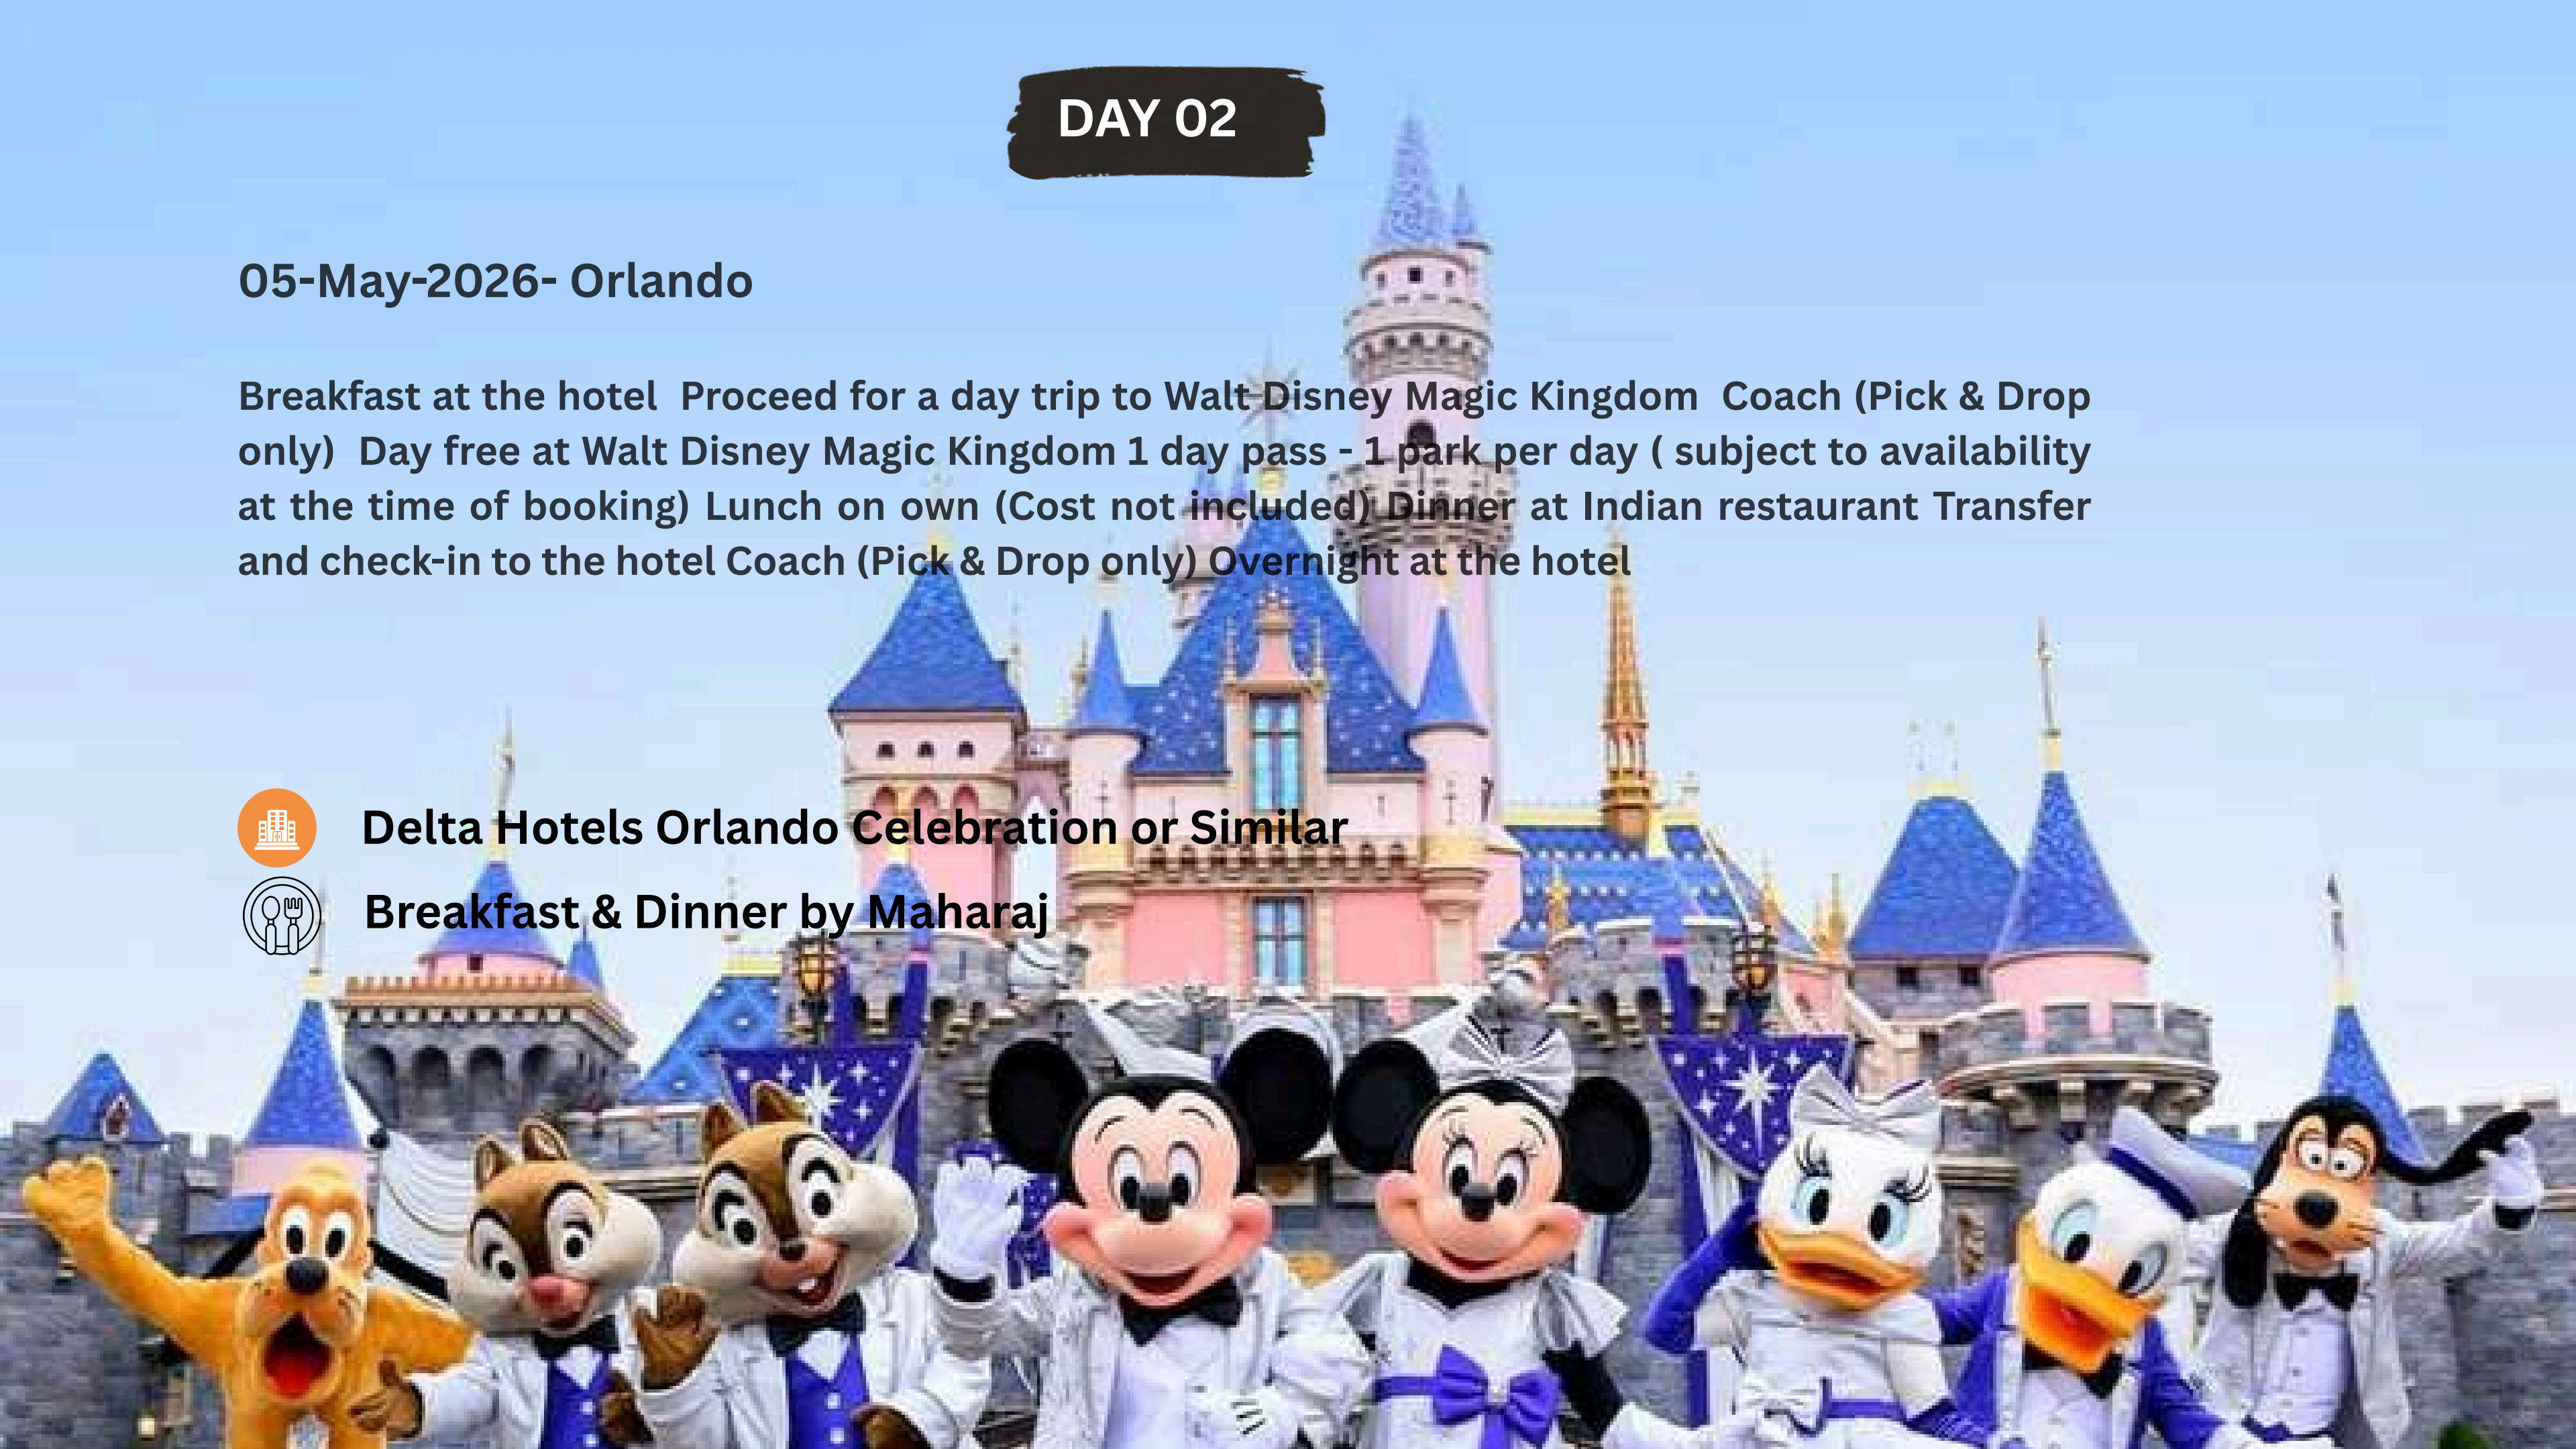 DAY 02
05-May-2026- Orlando
Breakfast at the hotel  Proceed for a day trip to Walt Disney Magic Kingdom  Coach (Pick & Drop
only)  Day free at Walt Disney Magic Kingdom 1 day pass - 1 park per day ( subject to availability
at the time of booking) Lunch on own (Cost not included) Dinner at Indian restaurant Transfer
and check-in to the hotel Coach (Pick & Drop only) Overnight at the hotel
Delta Hotels Orlando Celebration or Similar
Breakfast & Dinner by Maharaj